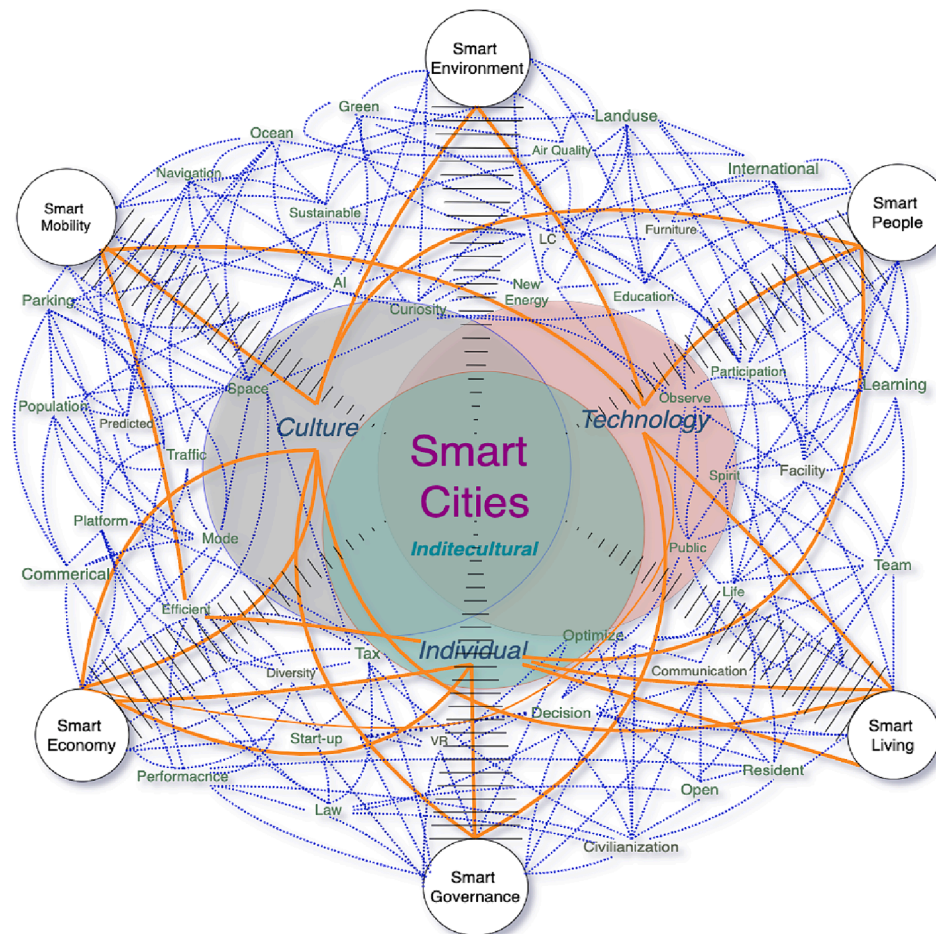 Smart
Environment
Green
Landuse
Ocean
Air Quality
Navigation
International
Smart
Mobility
Sustainable
Smart
People
LC
Furniture
AI
New
Energy
Education
Parking
Curiosity
Participation
Space
Observe
Learning
Population
Predicted
Culture
Technology
Traffic
Smart
Cities
Spirit
Facility
Platform
Mode
Inditecultural
Public
Commerical
Team
Efficient
Life
Optimize
Tax
Individual
Diversity
Communication
Smart
Economy
Decision
Smart
Living
Start-up
VR
Performacrice
Resident
Open
Law
Civilianization
Smart
Governance